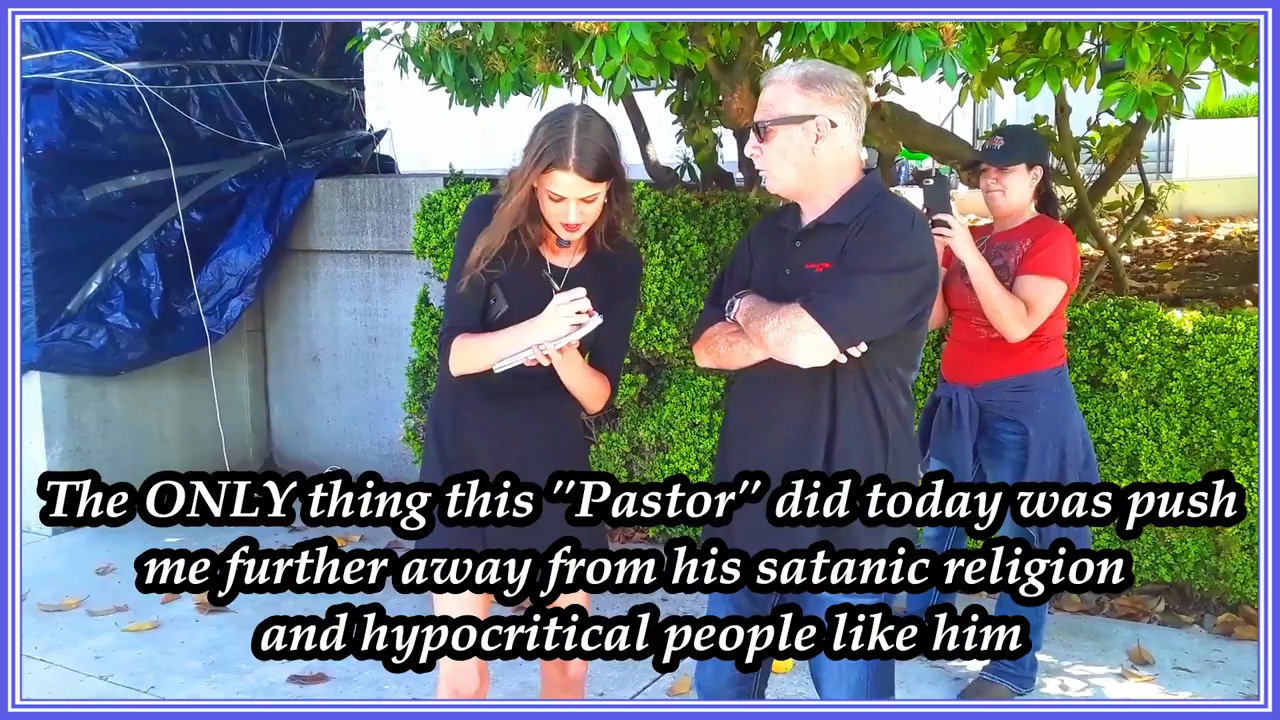 The ONLY thing this "Pastor" did today was push
me further away from his satanic religion
and hypocritical people like him